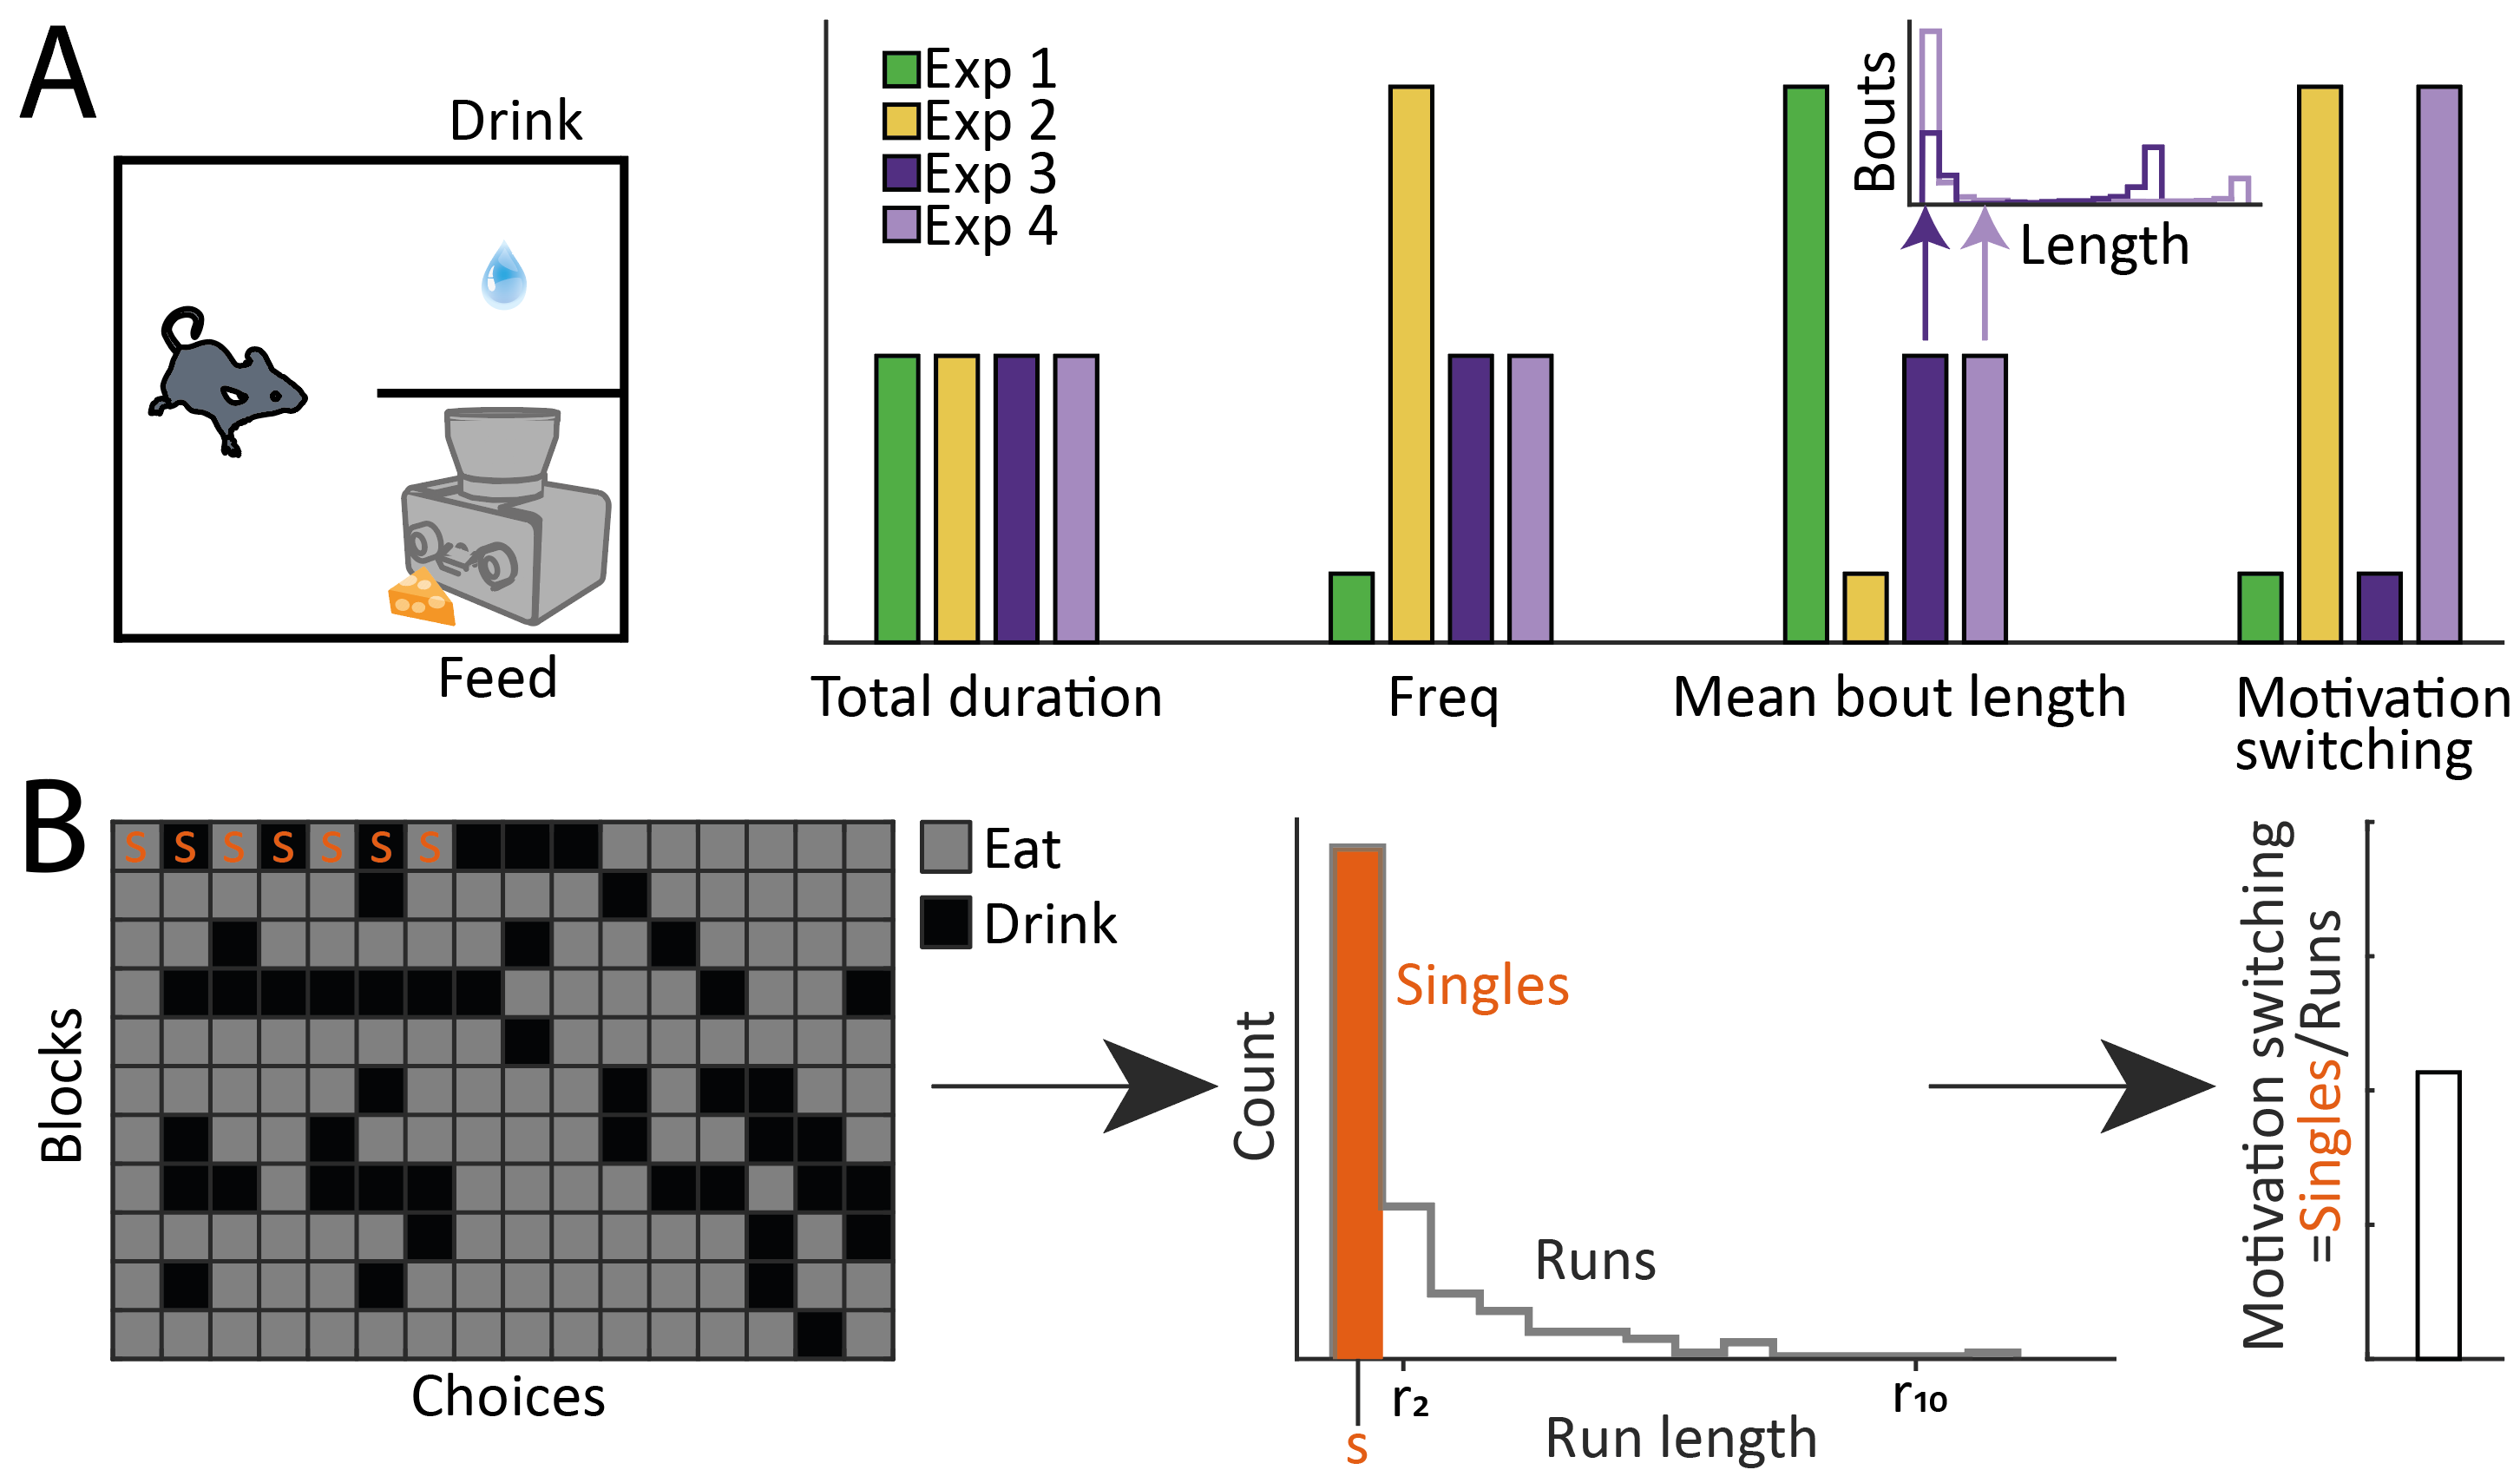 A
Drink
Feed
Exp 1
Exp 2
Exp 3
Exp 4
Bouts
Length
Total duration
Freq
Mean bout length
Motivation
switching
B
S S S S S S S
Eat
Drink
Blocks
Choices
Count
Singles
Runs
r₂
r₁₀
s
Run length
Motivation switching
=Singles/Runs